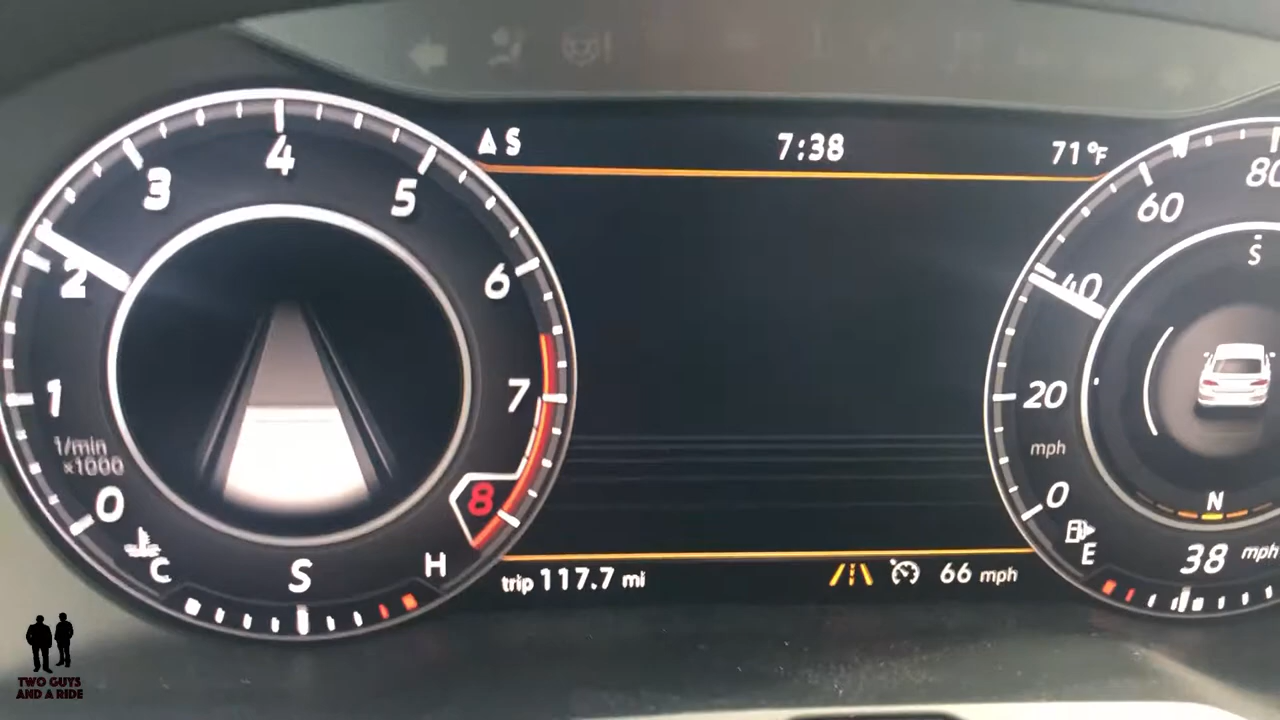 S
7:38
71°F
4
3
5
2
6
1
7
1/min
x1000
0
8
C
S
H
80
60
40
20
mph
0
S
N
E
38 mph
trip 117.7 mi
66 mph
TWO GUYS
AND A RIDE